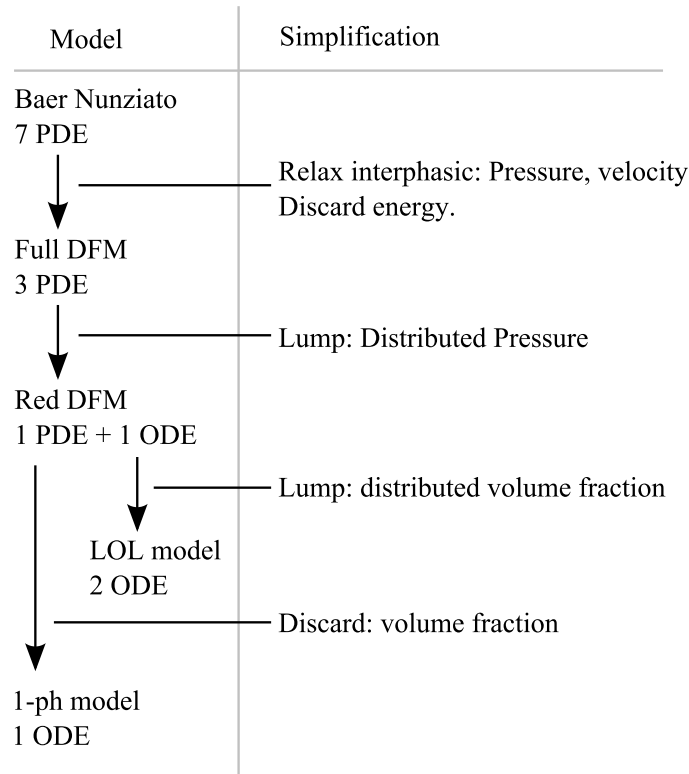 Model
Simplification
Baer Nunziato
7 PDE
Relax interphasic: Pressure, velocity
Discard energy.
Full DFM
3 PDE
Lump: Distributed Pressure
Red DFM
1 PDE + 1 ODE
Lump: distributed volume fraction
LOL model
2 ODE
Discard: volume fraction
1-ph model
1 ODE